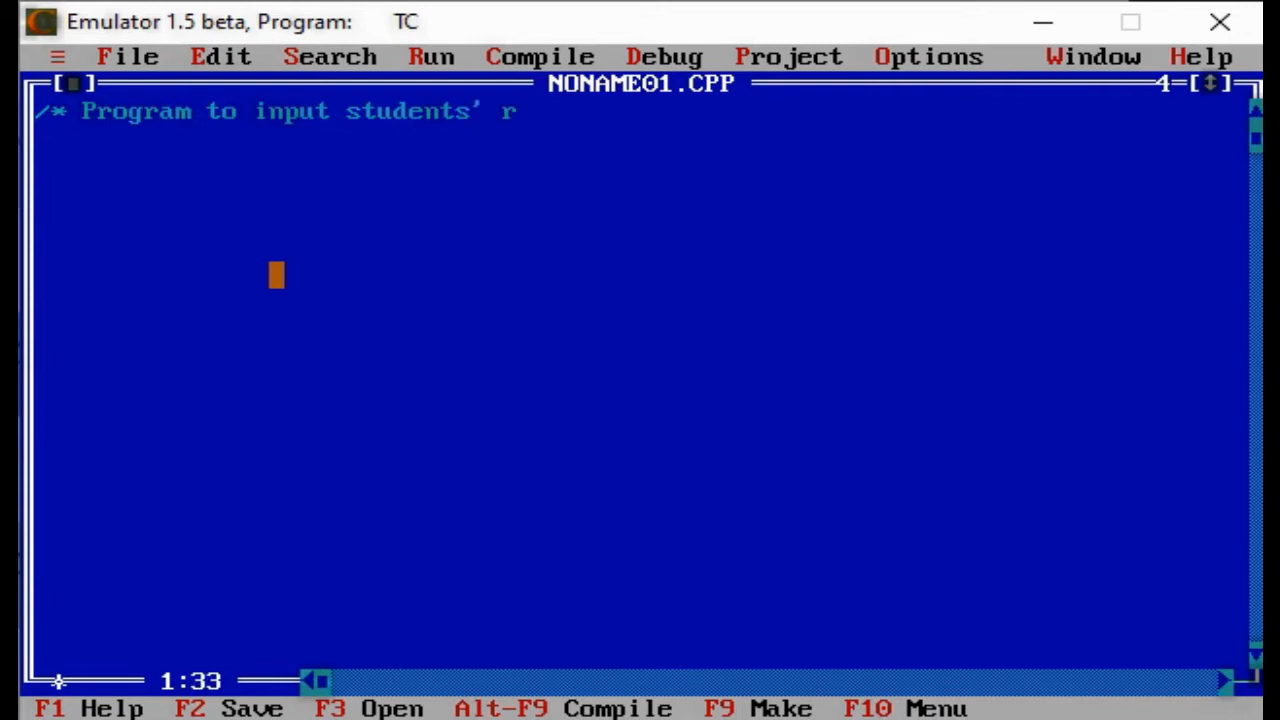 Emulator 1.5 beta, Program: TC
≡ File Edit Search Run Compile Debug Project Options Window Help
[■] NONAME01.CPP 4=[↕]
/* Program to input students' r
1:33
F1 Help F2 Save F3 Open Alt-F9 Compile F9 Make F10 Menu